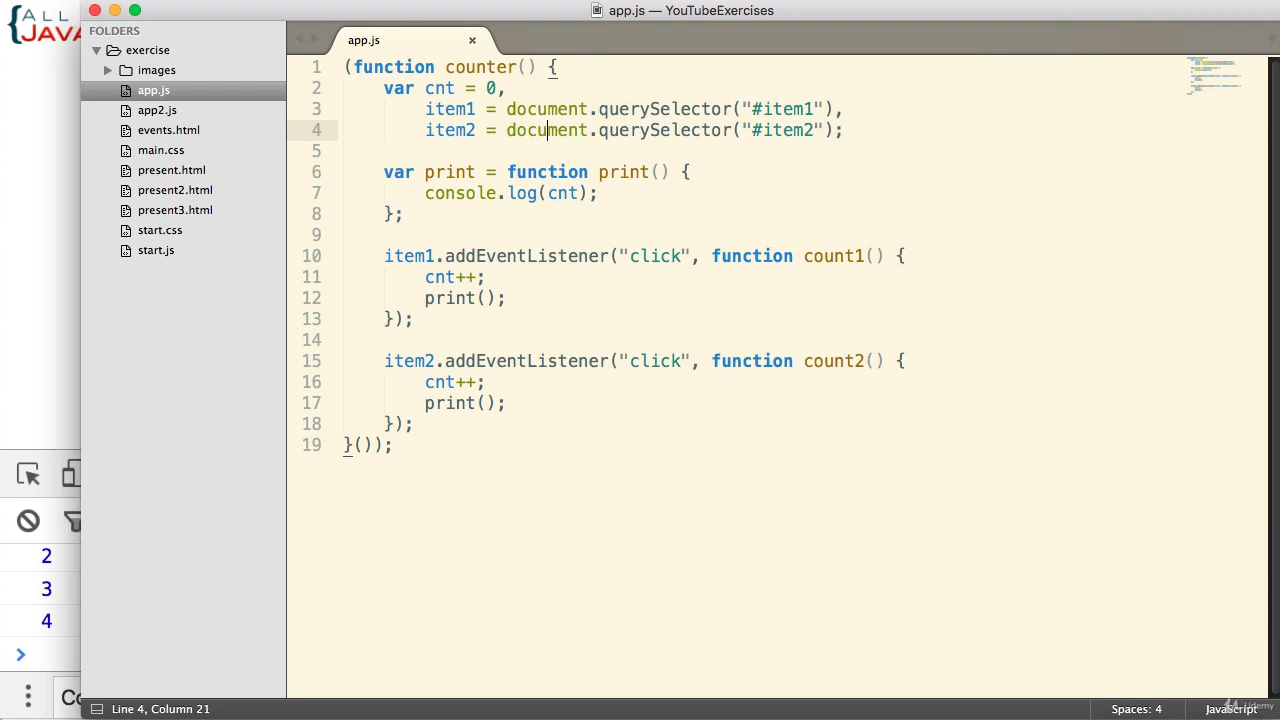 {ALL
JAVA
app.js — YouTubeExercises
FOLDERS
exercise
images
app.js
app2.js
events.html
main.css
present.html
present2.html
present3.html
start.css
start.js
app.js ×
1 (function counter() {
2 var cnt = 0,
3 item1 = document.querySelector("#item1"),
4 item2 = document.querySelector("#item2");
5
6 var print = function print() {
7 console.log(cnt);
8 };
9
10 item1.addEventListener("click", function count1() {
11 cnt++;
12 print();
13 });
14
15 item2.addEventListener("click", function count2() {
16 cnt++;
17 print();
18 });
19 }());
2
3
4
Co
Line 4, Column 21
Spaces: 4
JavaScript
Udemy